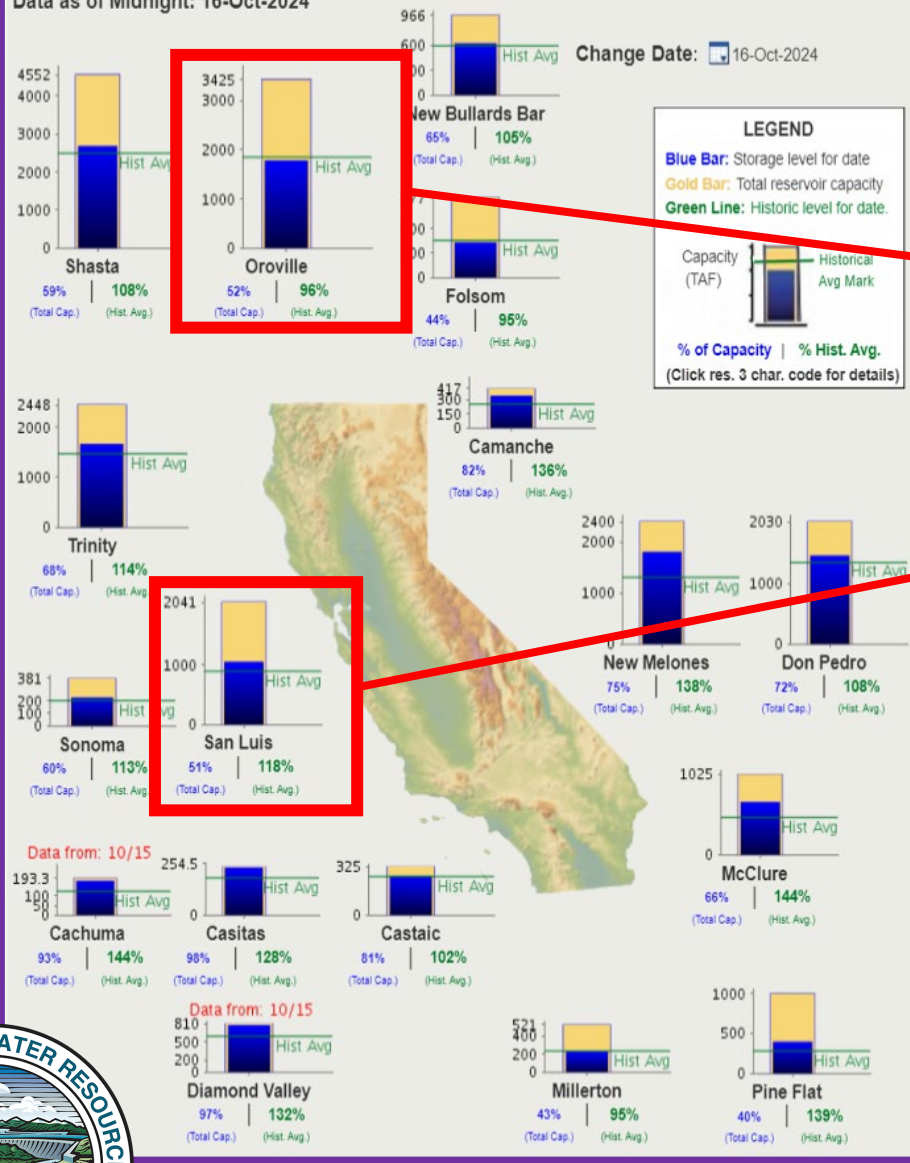 Data as of Midnight: 16-Oct-2024
Change Date: 16-Oct-2024
LEGEND
Blue Bar: Storage level for date
Gold Bar: Total reservoir capacity
Green Line: Historic level for date.
Capacity
(TAF)
Historical
Avg Mark
% of Capacity | % Hist. Avg.
(Click res. 3 char. code for details)
4552
4000
3000
2000
1000
0
Hist Avg
Shasta
59% | 108%
(Total Cap.) (Hist. Avg.)
3425
3000
2000
1000
0
Hist Avg
Oroville
52% | 96%
(Total Cap.) (Hist. Avg.)
966
600
0
Hist Avg
New Bullards Bar
65% | 105%
(Total Cap.) (Hist. Avg.)
0
Hist Avg
Folsom
44% | 95%
(Total Cap.) (Hist. Avg.)
2448
2000
1000
0
Hist Avg
Trinity
68% | 114%
(Total Cap.) (Hist. Avg.)
417
300
150
0
Hist Avg
Camanche
82% | 136%
(Total Cap.) (Hist. Avg.)
2400
2000
1000
0
Hist Avg
New Melones
75% | 138%
(Total Cap.) (Hist. Avg.)
2030
1000
0
Hist Avg
Don Pedro
72% | 108%
(Total Cap.) (Hist. Avg.)
381
200
100
0
Hist Avg
Sonoma
60% | 113%
(Total Cap.) (Hist. Avg.)
2041
1000
0
Hist Avg
San Luis
51% | 118%
(Total Cap.) (Hist. Avg.)
1025
0
Hist Avg
McClure
66% | 144%
(Total Cap.) (Hist. Avg.)
Data from: 10/15
193.3
100
50
0
Hist Avg
Cachuma
93% | 144%
(Total Cap.) (Hist. Avg.)
254.5
0
Hist Avg
Casitas
98% | 128%
(Total Cap.) (Hist. Avg.)
325
0
Hist Avg
Castaic
81% | 102%
(Total Cap.) (Hist. Avg.)
Data from: 10/15
810
500
200
0
Hist Avg
Diamond Valley
97% | 132%
(Total Cap.) (Hist. Avg.)
521
400
200
0
Hist Avg
Millerton
43% | 95%
(Total Cap.) (Hist. Avg.)
1000
500
0
Hist Avg
Pine Flat
40% | 139%
(Total Cap.) (Hist. Avg.)
ATER RESOURC